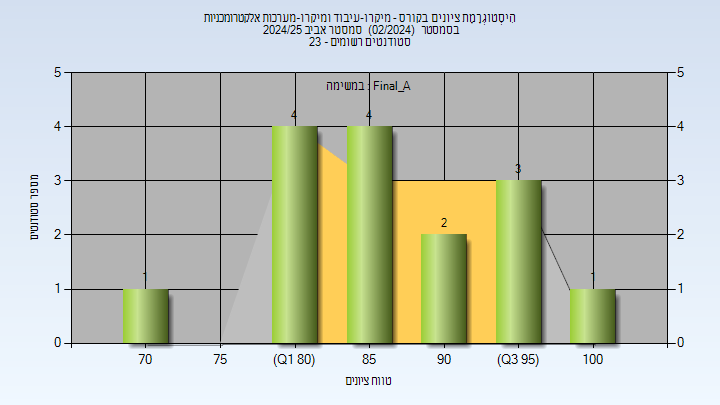 היסטוגרמת ציונים בקורס - מיקרו-עיבוד ומיקרו-מערכות אלקטרומכניות
בסמסטר (02/2024) סמסטר אביב 2024/25
סטודנטים רשומים - 23
במשימה : Final_A
מספר סטודנטים
5
4
3
2
1
0
5
4
3
2
1
0
1
4
4
2
3
1
70
75
(Q1 80)
85
90
(Q3 95)
100
טווח ציונים